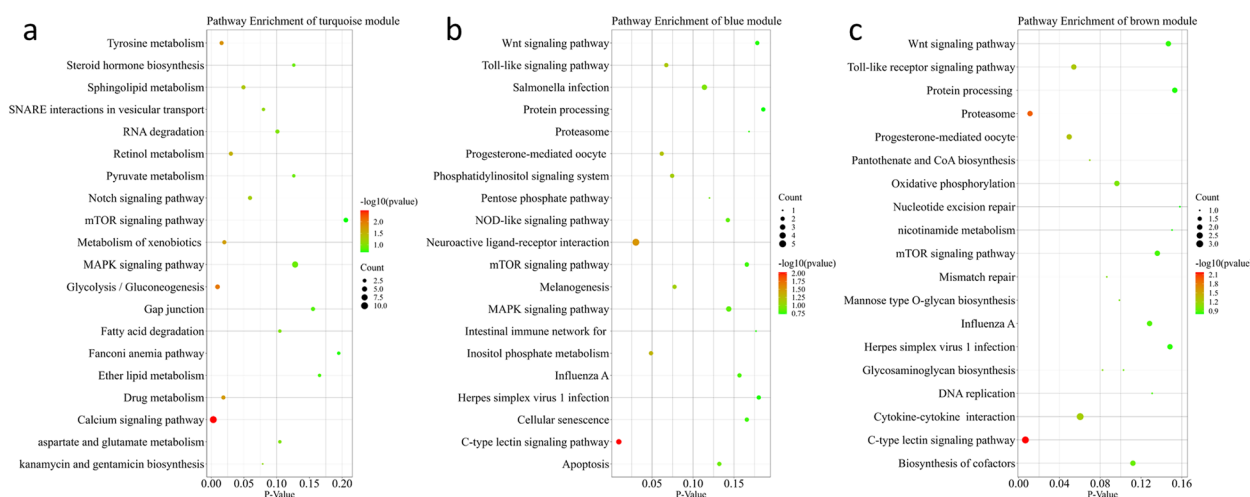 a
Pathway Enrichment of turquoise module
Tyrosine metabolism
Steroid hormone biosynthesis
Sphingolipid metabolism
SNARE interactions in vesicular transport
RNA degradation
Retinol metabolism
Pyruvate metabolism
Notch signaling pathway
mTOR signaling pathway
Metabolism of xenobiotics
MAPK signaling pathway
Glycolysis / Gluconeogenesis
Gap junction
Fatty acid degradation
Fanconi anemia pathway
Ether lipid metabolism
Drug metabolism
Calcium signaling pathway
aspartate and glutamate metabolism
kanamycin and gentamicin biosynthesis
0.00 0.05 0.10 0.15 0.20
P-Value
-log10(pvalue)
2.0
1.5
1.0
Count
2.5
5.0
7.5
10.0
b
Pathway Enrichment of blue module
Wnt signaling pathway
Toll-like signaling pathway
Salmonella infection
Protein processing
Proteasome
Progesterone-mediated oocyte
Phosphatidylinositol signaling system
Pentose phosphate pathway
NOD-like signaling pathway
Neuroactive ligand-receptor interaction
mTOR signaling pathway
Melanogenesis
MAPK signaling pathway
Intestinal immune network for
Inositol phosphate metabolism
Influenza A
Herpes simplex virus 1 infection
Cellular senescence
C-type lectin signaling pathway
Apoptosis
0.05 0.10 0.15
P-Value
Count
1
2
3
4
5
-log10(pvalue)
2.00
1.75
1.50
1.25
1.00
0.75
c
Pathway Enrichment of brown module
Wnt signaling pathway
Toll-like receptor signaling pathway
Protein processing
Proteasome
Progesterone-mediated oocyte
Pantothenate and CoA biosynthesis
Oxidative phosphorylation
Nucleotide excision repair
nicotinamide metabolism
mTOR signaling pathway
Mismatch repair
Mannose type O-glycan biosynthesis
Influenza A
Herpes simplex virus 1 infection
Glycosaminoglycan biosynthesis
DNA replication
Cytokine-cytokine interaction
C-type lectin signaling pathway
Biosynthesis of cofactors
0.00 0.04 0.08 0.12 0.16
P-Value
Count
1.0
1.5
2.0
2.5
3.0
-log10(pvalue)
2.1
1.8
1.5
1.2
0.9